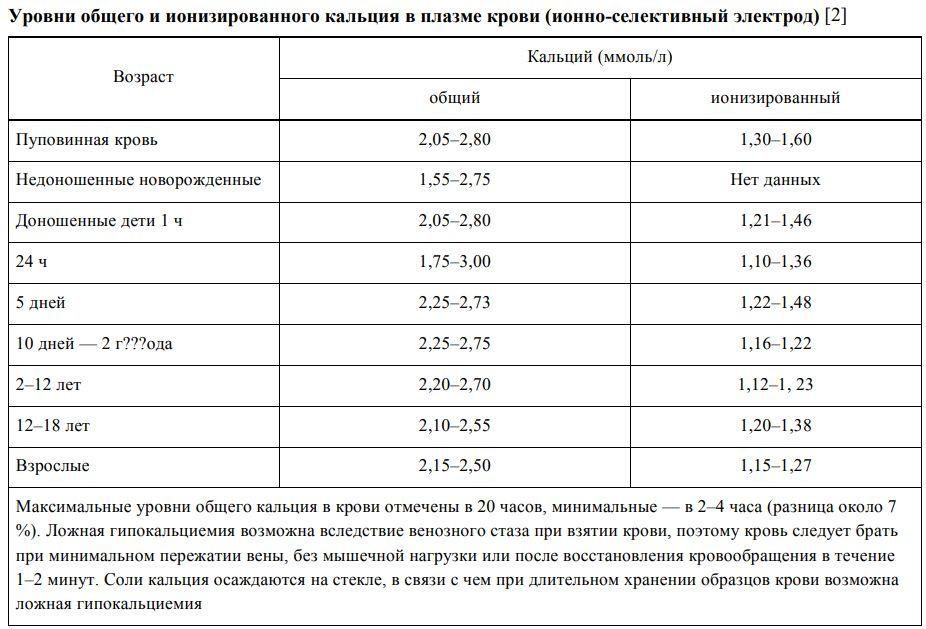 Уровни общего и ионизированного кальция в плазме крови (ионно-селективный электрод) [2]
Возраст
Кальций (ммоль/л)
общий
ионизированный
Пуповинная кровь 2,05–2,80 1,30–1,60
Недоношенные новорожденные 1,55–2,75 Нет данных
Доношенные дети 1 ч 2,05–2,80 1,21–1,46
24 ч 1,75–3,00 1,10–1,36
5 дней 2,25–2,73 1,22–1,48
10 дней — 2 г???ода 2,25–2,75 1,16–1,22
2–12 лет 2,20–2,70 1,12–1, 23
12–18 лет 2,10–2,55 1,20–1,38
Взрослые 2,15–2,50 1,15–1,27
Максимальные уровни общего кальция в крови отмечены в 20 часов, минимальные — в 2–4 часа (разница около 7
%). Ложная гипокальциемия возможна вследствие венозного стаза при взятии крови, поэтому кровь следует брать
при минимальном пережатии вены, без мышечной нагрузки или после восстановления кровообращения в течение
1–2 минут. Соли кальция осаждаются на стекле, в связи с чем при длительном хранении образцов крови возможна
ложная гипокальциемия